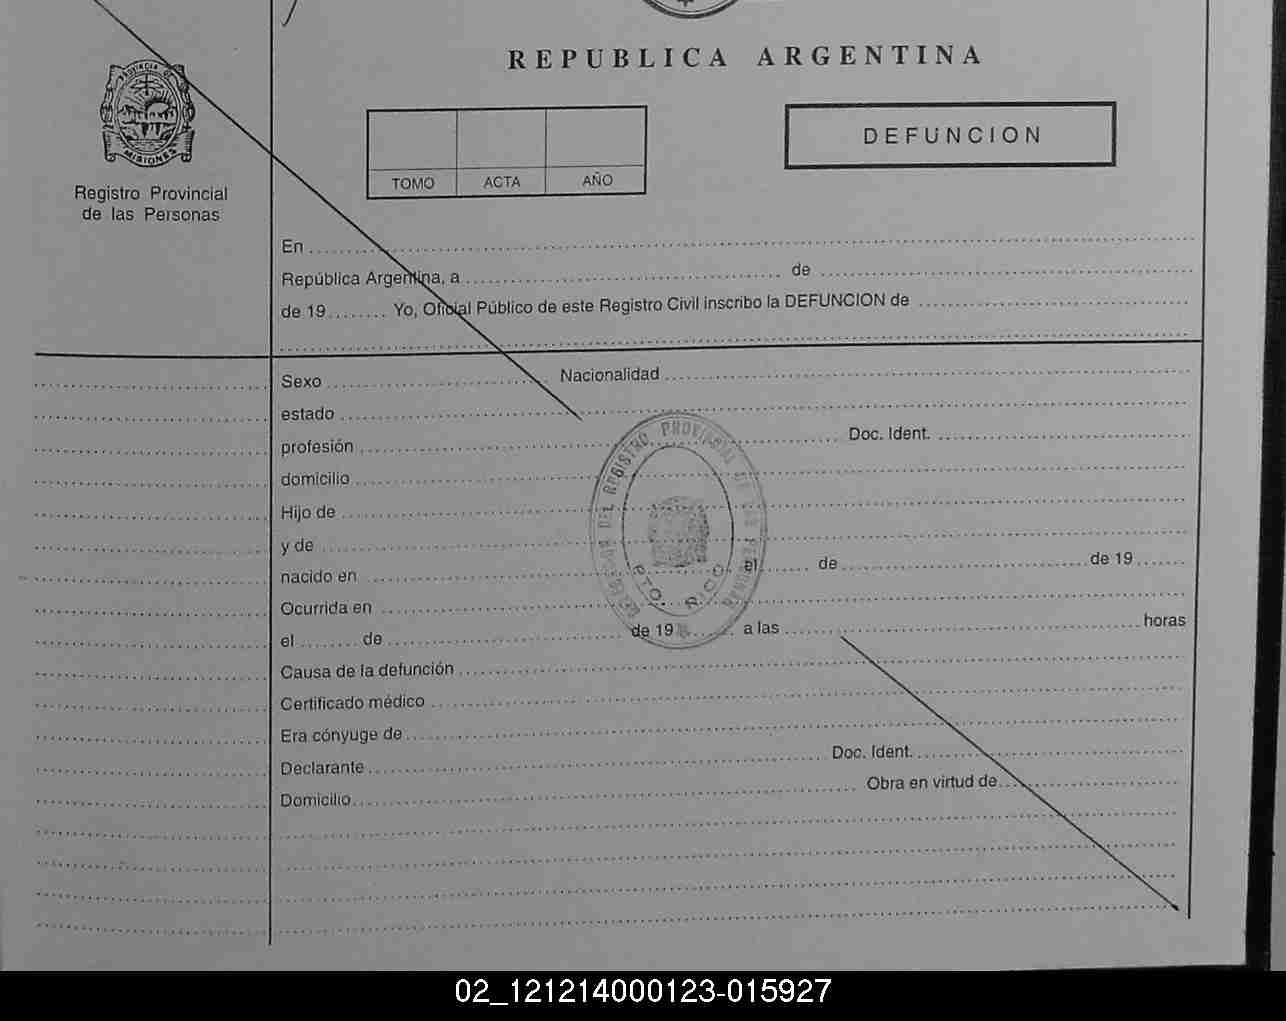 REPUBLICA ARGENTINA
PROVINCIA DE
MISIONES
Registro Provincial
de las Personas
TOMO ACTA AÑO
DEFUNCION
En
República Argentina, a de
de 19 Yo, Oficial Público de este Registro Civil inscribo la DEFUNCION de
Sexo Nacionalidad
estado
profesión Doc. Ident.
domicilio
Hijo de
y de
nacido en el de de 19
Ocurrida en
el de de 19 a las horas
Causa de la defunción
Certificado médico
Era cónyuge de
Declarante Doc. Ident.
Domicilio Obra en virtud de
DEL REGISTRO PROVINCIAL DE LAS PERSONAS
PTO. RICO
02_121214000123-015927